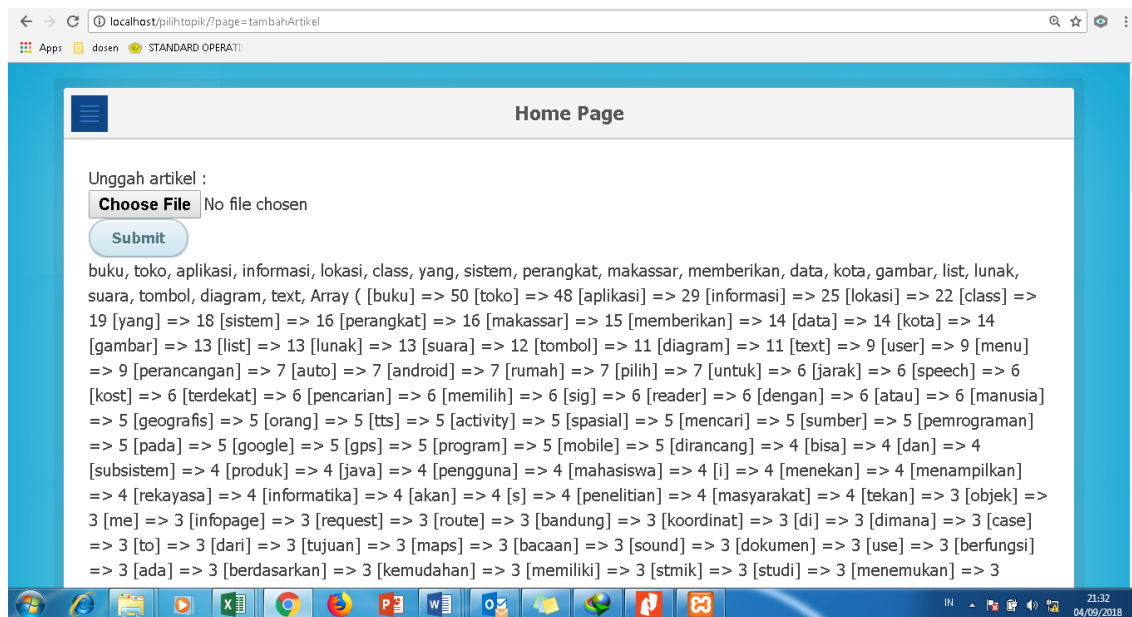 localhost/pilihtopik/?page=tambahArtikel
Apps dosen STANDARD OPERATI
Home Page
Unggah artikel :
Choose File No file chosen
Submit
buku, toko, aplikasi, informasi, lokasi, class, yang, sistem, perangkat, makassar, memberikan, data, kota, gambar, list, lunak,
suara, tombol, diagram, text, Array ( [buku] => 50 [toko] => 48 [aplikasi] => 29 [informasi] => 25 [lokasi] => 22 [class] =>
19 [yang] => 18 [sistem] => 16 [perangkat] => 16 [makassar] => 15 [memberikan] => 14 [data] => 14 [kota] => 14
[gambar] => 13 [list] => 13 [lunak] => 13 [suara] => 12 [tombol] => 11 [diagram] => 11 [text] => 9 [user] => 9 [menu]
=> 9 [perancangan] => 7 [auto] => 7 [android] => 7 [rumah] => 7 [pilih] => 7 [untuk] => 6 [jarak] => 6 [speech] => 6
[kost] => 6 [terdekat] => 6 [pencarian] => 6 [memilih] => 6 [sig] => 6 [reader] => 6 [dengan] => 6 [atau] => 6 [manusia]
=> 5 [geografis] => 5 [orang] => 5 [tts] => 5 [activity] => 5 [spasial] => 5 [mencari] => 5 [sumber] => 5 [pemrograman]
=> 5 [pada] => 5 [google] => 5 [gps] => 5 [program] => 5 [mobile] => 5 [dirancang] => 4 [bisa] => 4 [dan] => 4
[subsistem] => 4 [produk] => 4 [java] => 4 [pengguna] => 4 [mahasiswa] => 4 [i] => 4 [menekan] => 4 [menampilkan]
=> 4 [rekayasa] => 4 [informatika] => 4 [akan] => 4 [s] => 4 [penelitian] => 4 [masyarakat] => 4 [tekan] => 3 [objek] =>
3 [me] => 3 [infopage] => 3 [request] => 3 [route] => 3 [bandung] => 3 [koordinat] => 3 [di] => 3 [dimana] => 3 [case]
=> 3 [to] => 3 [dari] => 3 [tujuan] => 3 [maps] => 3 [bacaan] => 3 [sound] => 3 [dokumen] => 3 [use] => 3 [berfungsi]
=> 3 [ada] => 3 [berdasarkan] => 3 [kemudahan] => 3 [memiliki] => 3 [stmik] => 3 [studi] => 3 [menemukan] => 3
IN 21:32
04/09/2018